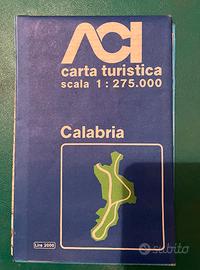 ACI
carta turistica
scala 1:275.000
Calabria
Lire 2000
subito